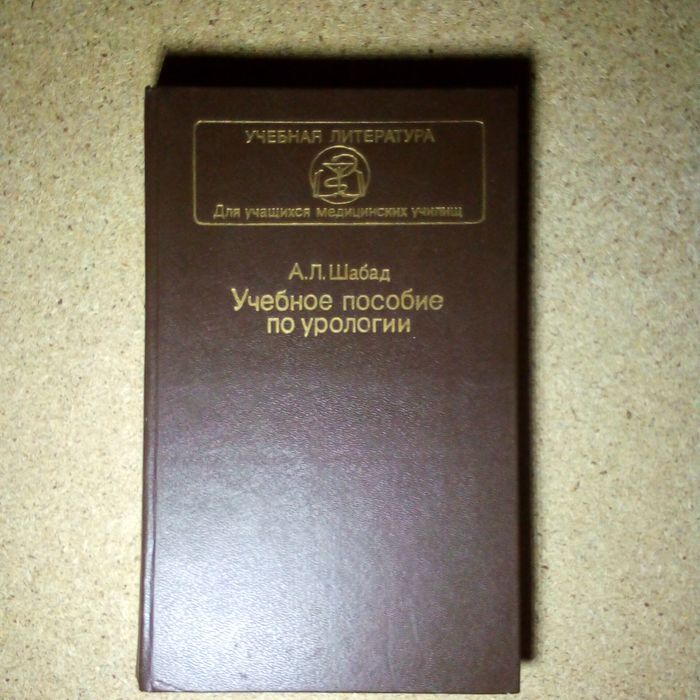 УЧЕБНАЯ ЛИТЕРАТУРА
Для учащихся медицинских училищ
А.Л.Шабад
Учебное пособие
по урологии